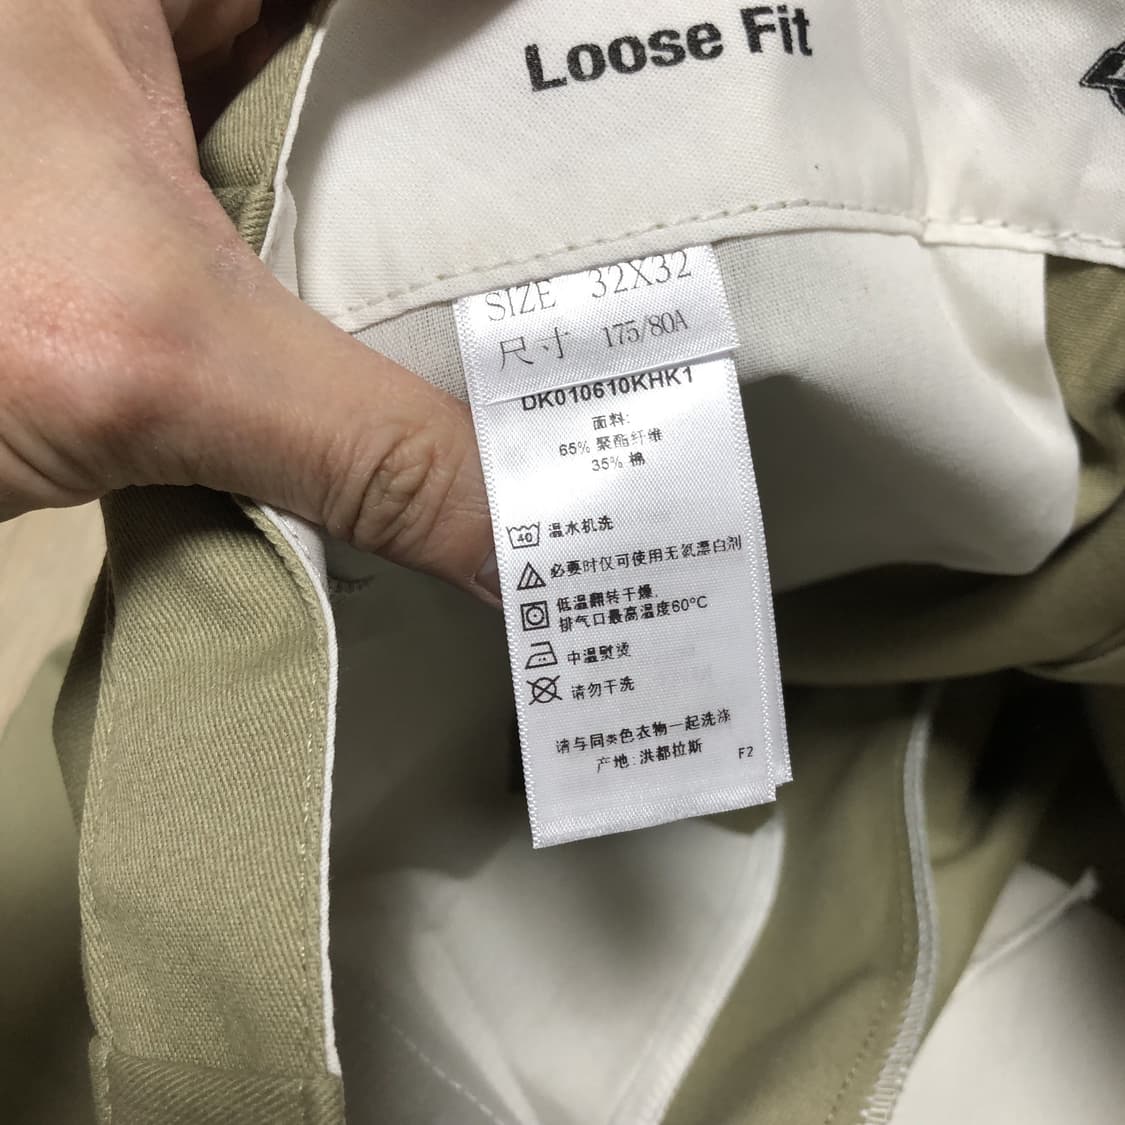 Loose Fit
SIZE 32X32
尺寸 175/80A
DK010610KHK1
面料:
65% 聚酯纤维
35% 棉
40 温水机洗
必要时仅可使用无氯漂白剂
低温翻转干燥,
排气口最高温度60°C
中温熨烫
请勿干洗
请与同类色衣物一起洗涤
产地:洪都拉斯
F2